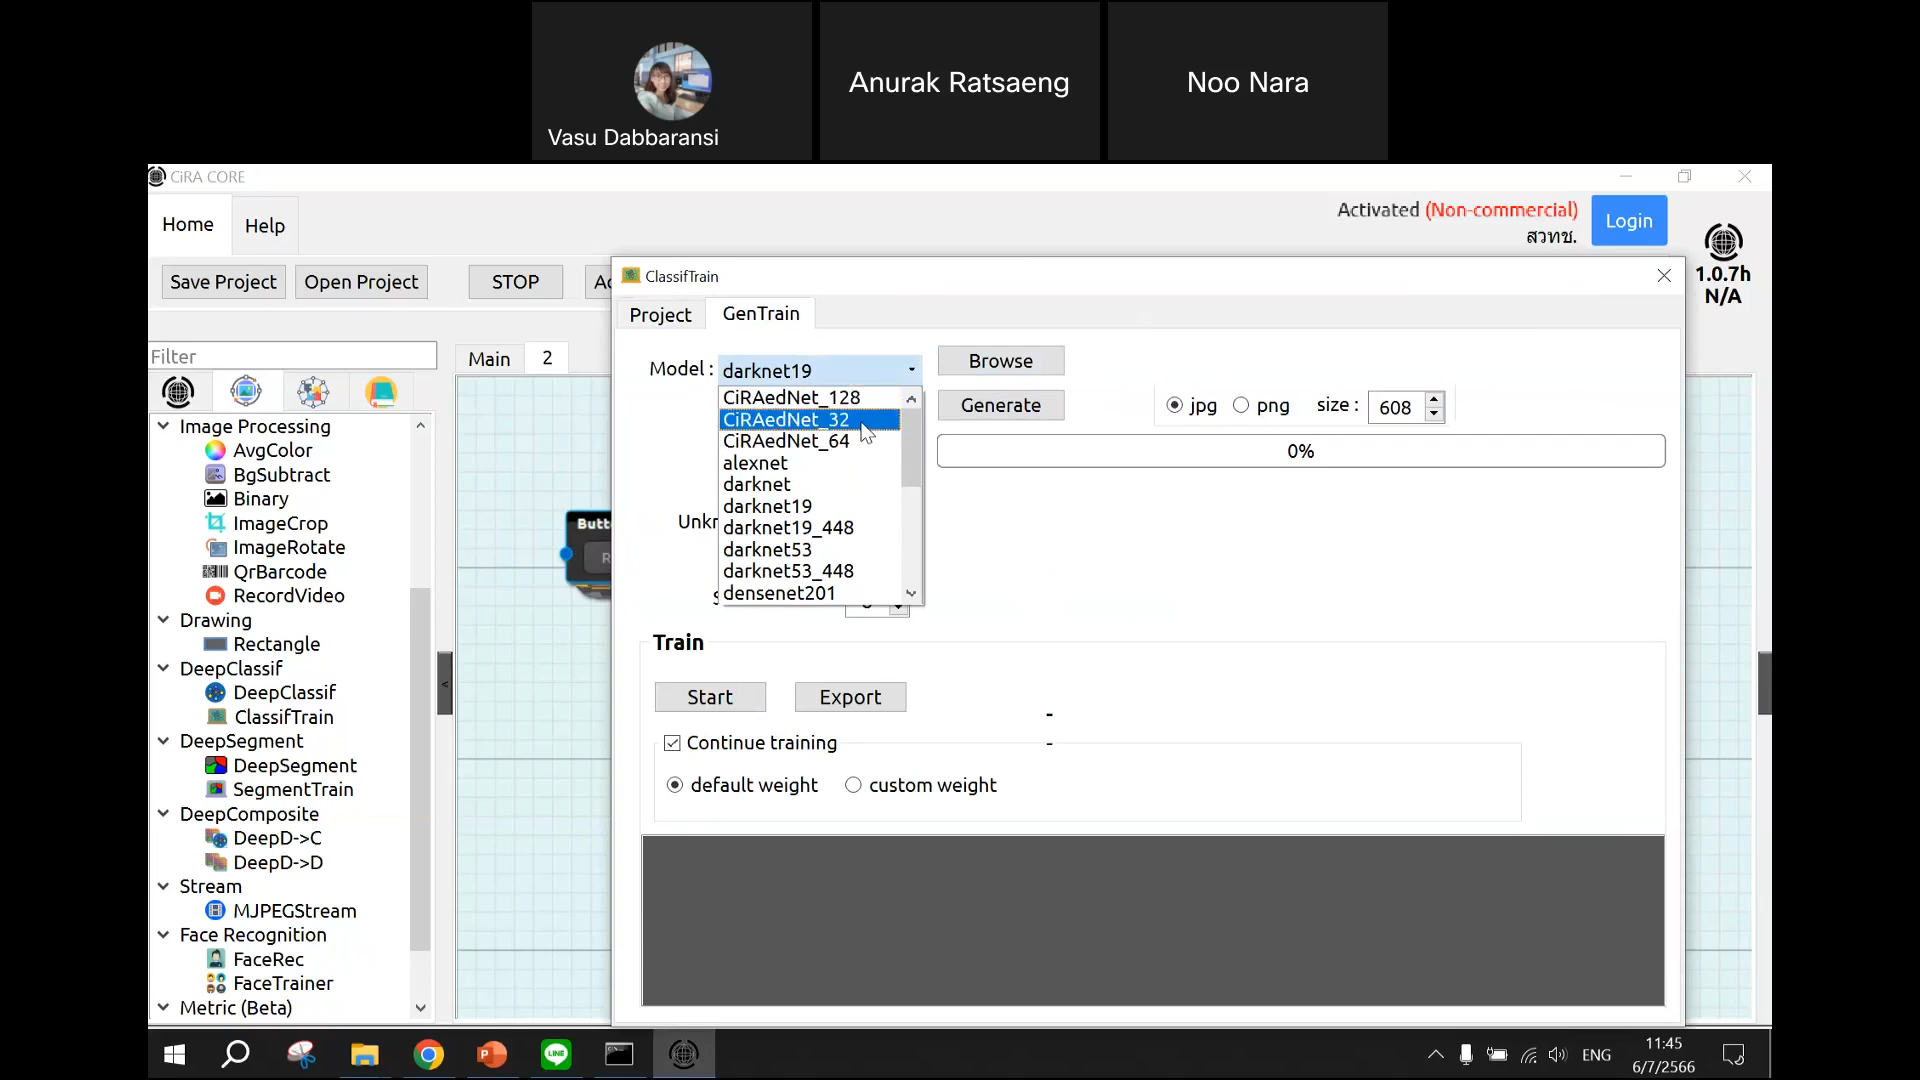 Vasu Dabbaransi
Anurak Ratsaeng
Noo Nara
CiRA CORE
Home
Help
Activated (Non-commercial)
สวทช.
Login
1.0.7h
N/A
Save Project
Open Project
STOP
ClassifTrain
Project
GenTrain
Filter
Main
2
Model :
darknet19
Browse
Generate
jpg
png
size :
608
0%
CiRAedNet_128
CiRAedNet_32
CiRAedNet_64
alexnet
darknet
darknet19
darknet19_448
darknet53
darknet53_448
densenet201
Image Processing
AvgColor
BgSubtract
Binary
ImageCrop
ImageRotate
QrBarcode
RecordVideo
Drawing
Rectangle
DeepClassif
DeepClassif
ClassifTrain
DeepSegment
DeepSegment
SegmentTrain
DeepComposite
DeepD->C
DeepD->D
Stream
MJPEGStream
Face Recognition
FaceRec
FaceTrainer
Metric (Beta)
Train
Start
Export
-
Continue training
-
default weight
custom weight
LINE
ENG
11:45
6/7/2566